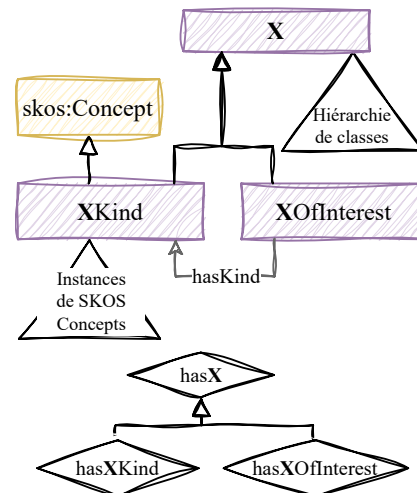 X
skos:Concept
Hiérarchie
de classes
XKind
XOfInterest
hasKind
Instances
de SKOS
Concepts
hasX
hasXKind
hasXOfInterest